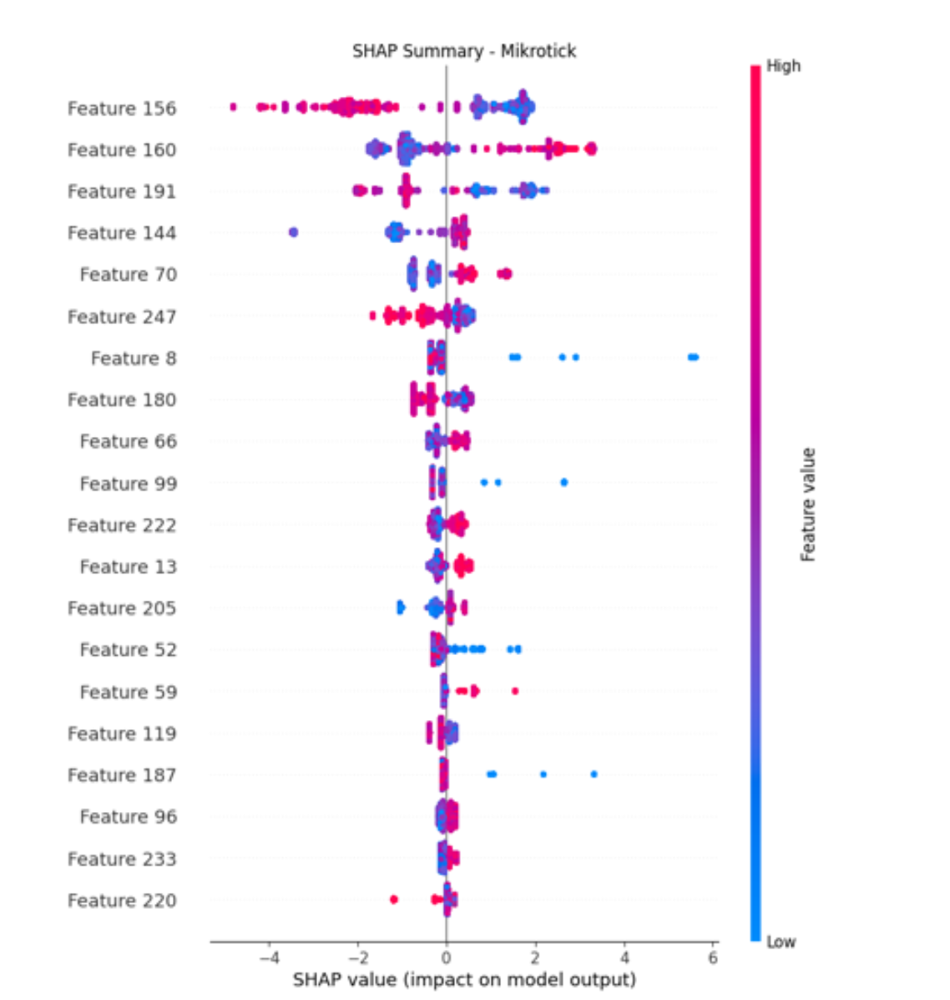 SHAP Summary - Mikrotick
High
Feature 156
Feature 160
Feature 191
Feature 144
Feature 70
Feature 247
Feature 8
Feature 180
Feature 66
Feature 99
Feature 222
Feature 13
Feature 205
Feature 52
Feature 59
Feature 119
Feature 187
Feature 96
Feature 233
Feature 220
Feature value
Low
−4 −2 0 2 4 6
SHAP value (impact on model output)